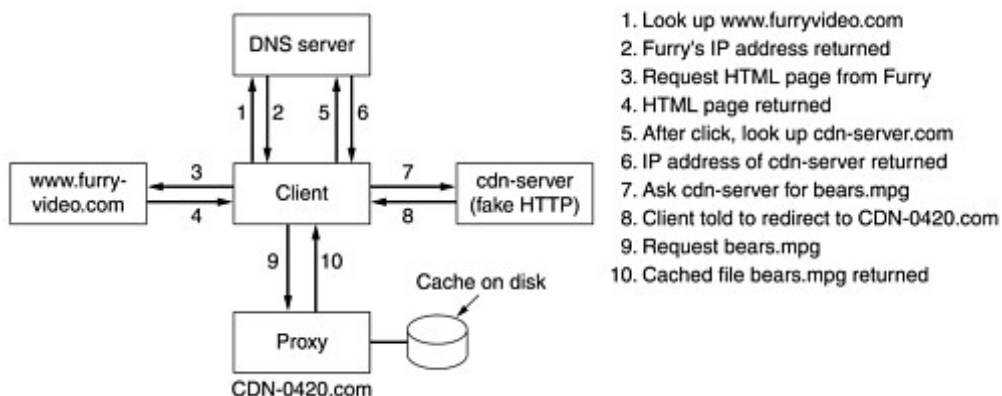 DNS server
1
2
5
6
www.furry-
video.com
3
4
Client
7
8
cdn-server
(fake HTTP)
9
10
Cache on disk
Proxy
CDN-0420.com
1. Look up www.furryvideo.com
2. Furry's IP address returned
3. Request HTML page from Furry
4. HTML page returned
5. After click, look up cdn-server.com
6. IP address of cdn-server returned
7. Ask cdn-server for bears.mpg
8. Client told to redirect to CDN-0420.com
9. Request bears.mpg
10. Cached file bears.mpg returned